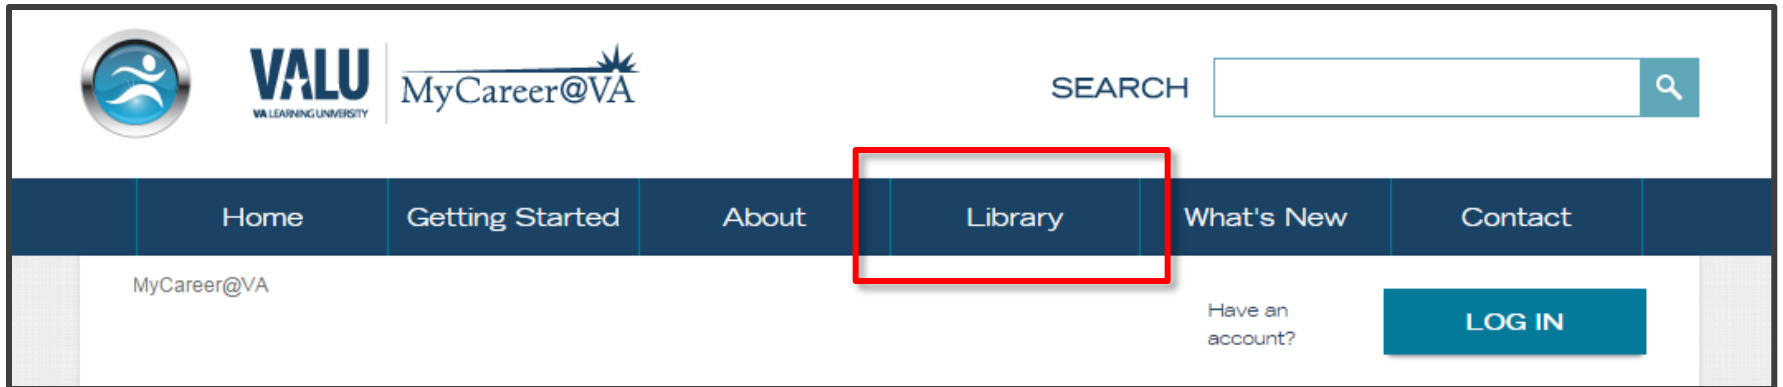 VALU
VA LEARNING UNIVERSITY
MyCareer@VA
SEARCH
Home
Getting Started
About
Library
What's New
Contact
MyCareer@VA
Have an
account?
LOG IN